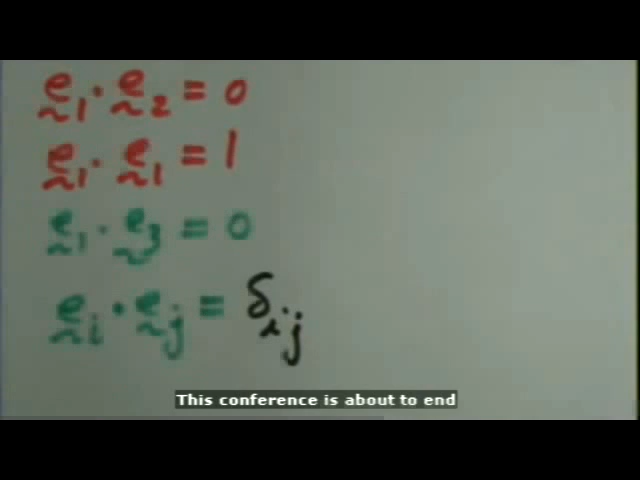 e1 · e2 = 0
e1 · e1 = 1
e1 · e3 = 0
ei · ej = δij
This conference is about to end